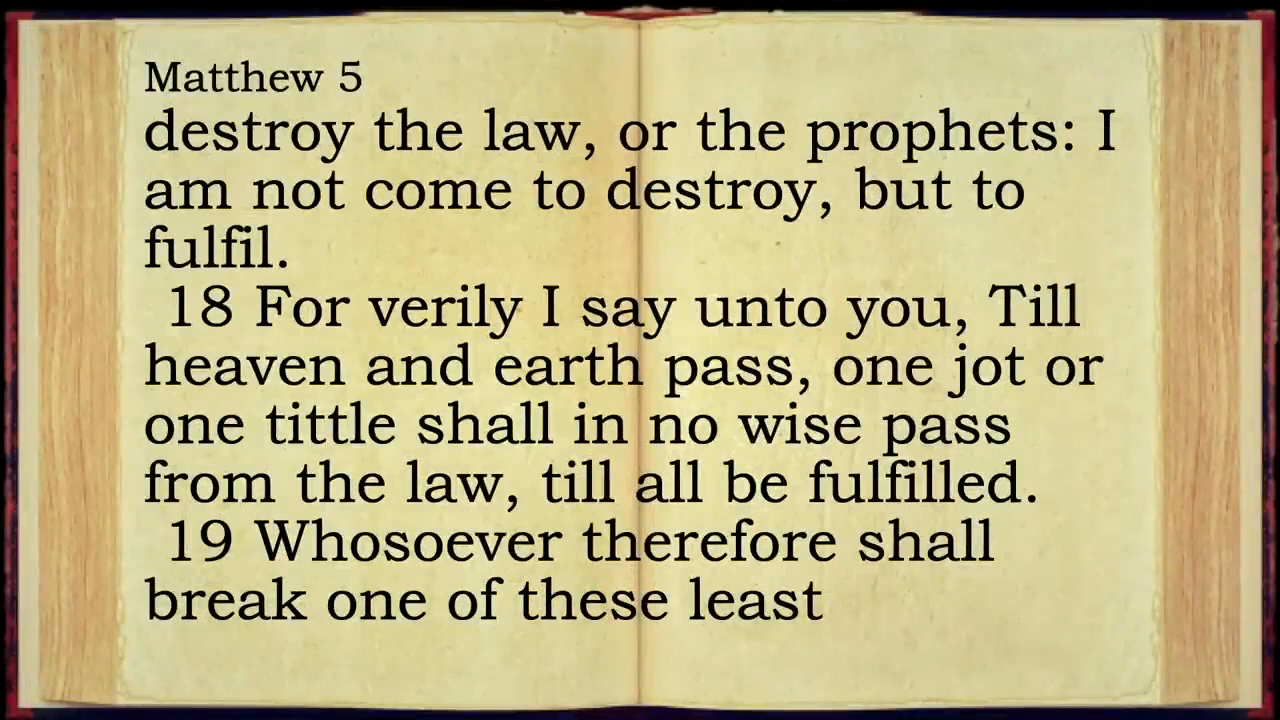 Matthew 5
destroy the law, or the prophets: I
am not come to destroy, but to
fulfil.
18 For verily I say unto you, Till
heaven and earth pass, one jot or
one tittle shall in no wise pass
from the law, till all be fulfilled.
19 Whosoever therefore shall
break one of these least